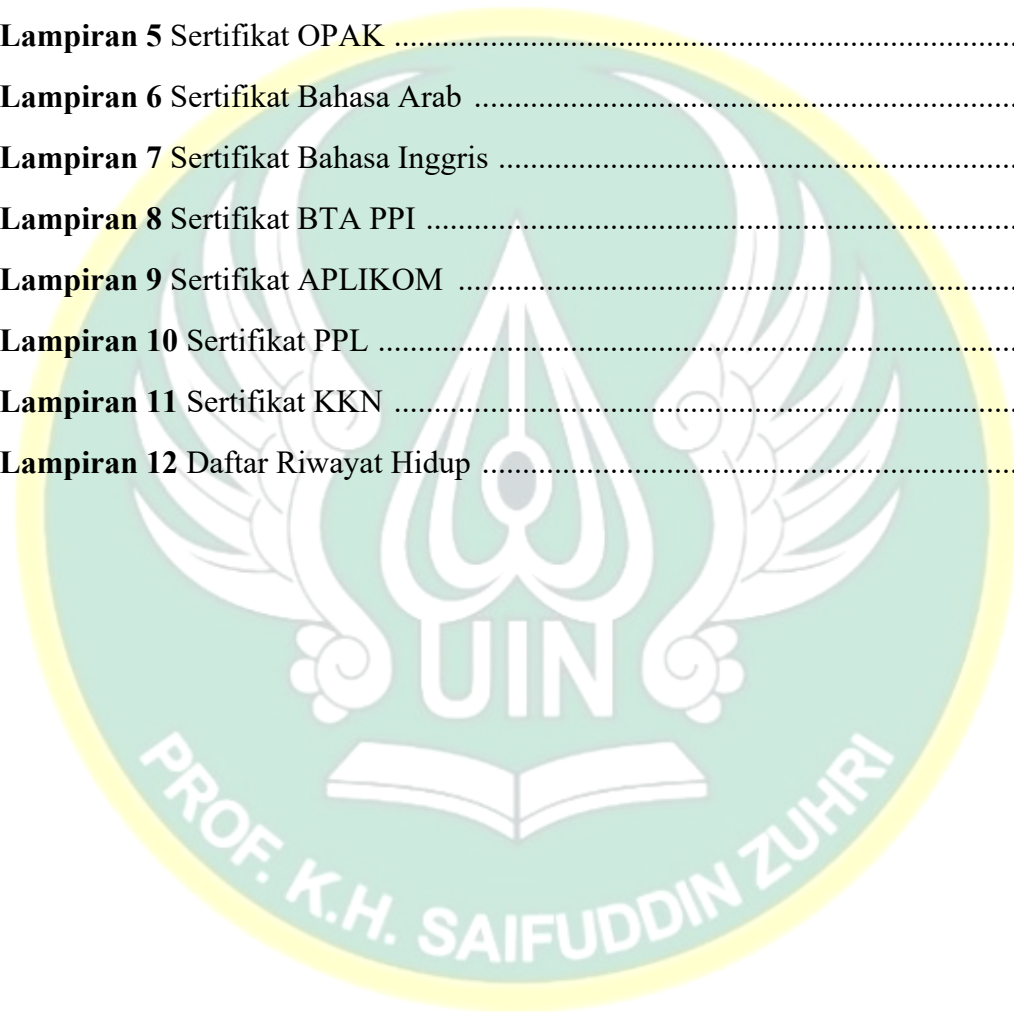 Lampiran 5 Sertifikat OPAK ................................................................................
Lampiran 6 Sertifikat Bahasa Arab ......................................................................
Lampiran 7 Sertifikat Bahasa Inggris ...................................................................
Lampiran 8 Sertifikat BTA PPI ............................................................................
Lampiran 9 Sertifikat APLIKOM ........................................................................
Lampiran 10 Sertifikat PPL ..................................................................................
Lampiran 11 Sertifikat KKN ................................................................................
Lampiran 12 Daftar Riwayat Hidup .....................................................................
UIN
PROF. K.H. SAIFUDDIN ZUHRI